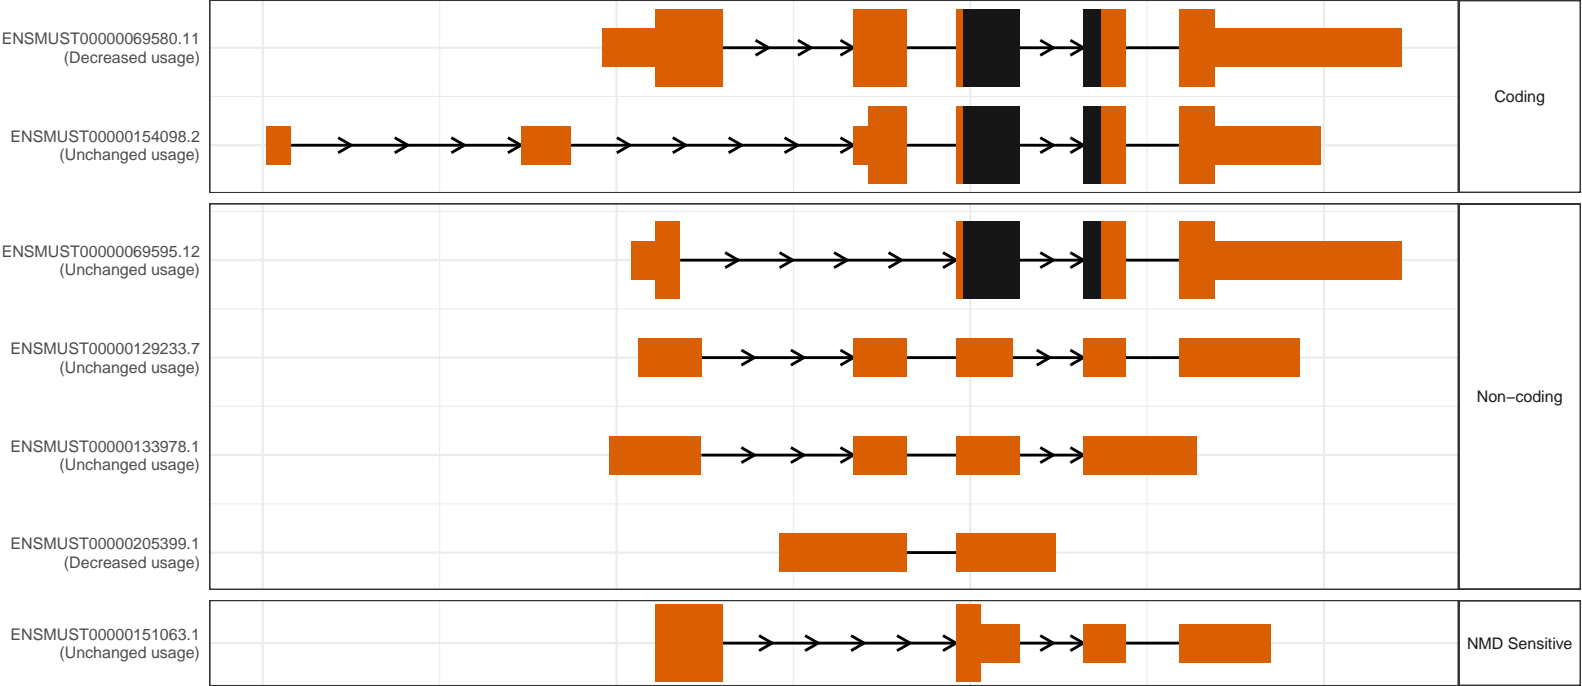 ENSMUST00000069580.11
(Decreased usage)
ENSMUST00000154098.2
(Unchanged usage)
Coding
ENSMUST00000069595.12
(Unchanged usage)
ENSMUST00000129233.7
(Unchanged usage)
ENSMUST00000133978.1
(Unchanged usage)
ENSMUST00000205399.1
(Decreased usage)
Non−coding
ENSMUST00000151063.1
(Unchanged usage)
NMD Sensitive